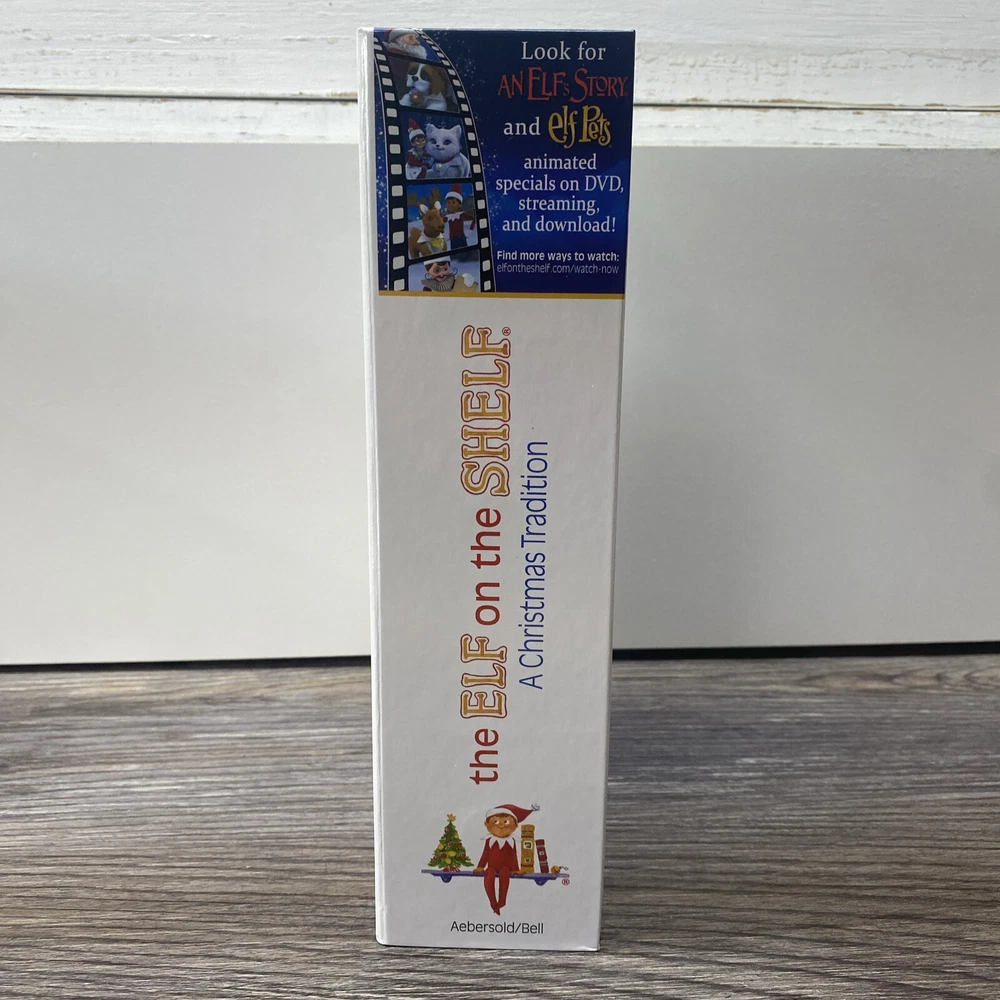 Look for
AN ELF's STORY
and elf Pets
animated
specials on DVD,
streaming,
and download!
Find more ways to watch:
elfontheshelf.com/watch-now
the ELF on the SHELF®
A Christmas Tradition
®
Aebersold/Bell